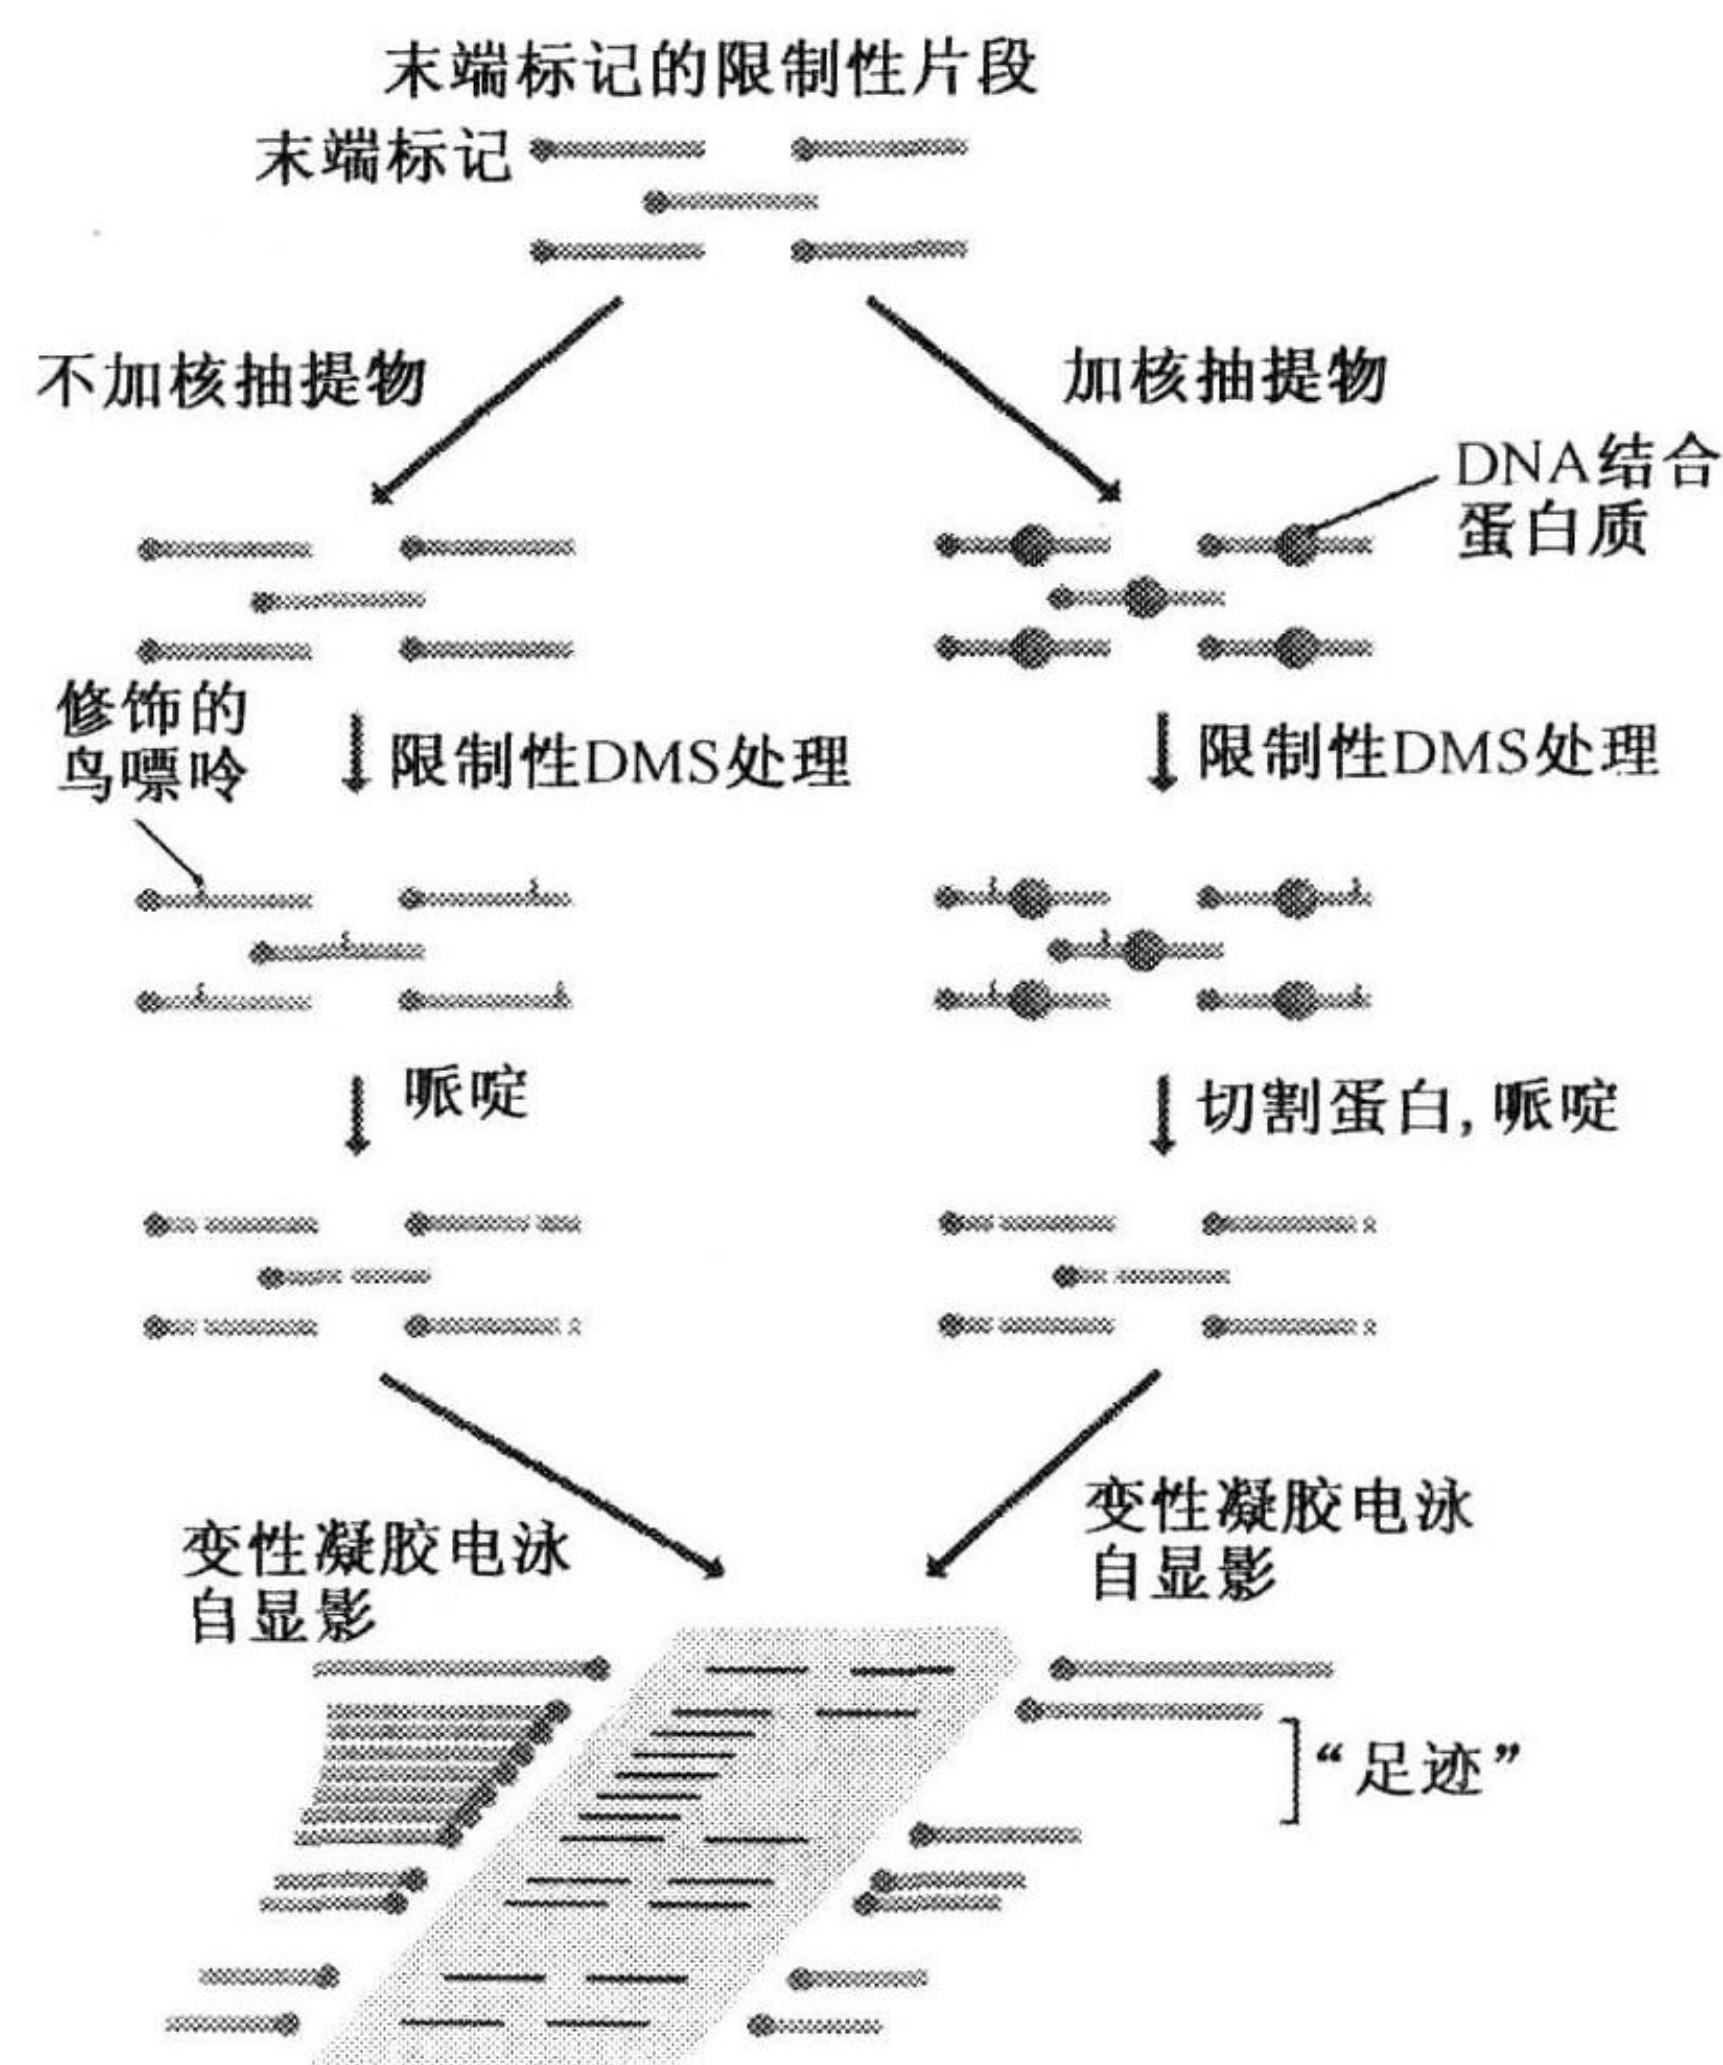 末端标记的限制性片段
末端标记
不加核抽提物
加核抽提物
DNA结合
蛋白质
修饰的
鸟嘌呤
限制性DMS处理
限制性DMS处理
哌啶
切割蛋白，哌啶
变性凝胶电泳
自显影
变性凝胶电泳
自显影
“足迹”